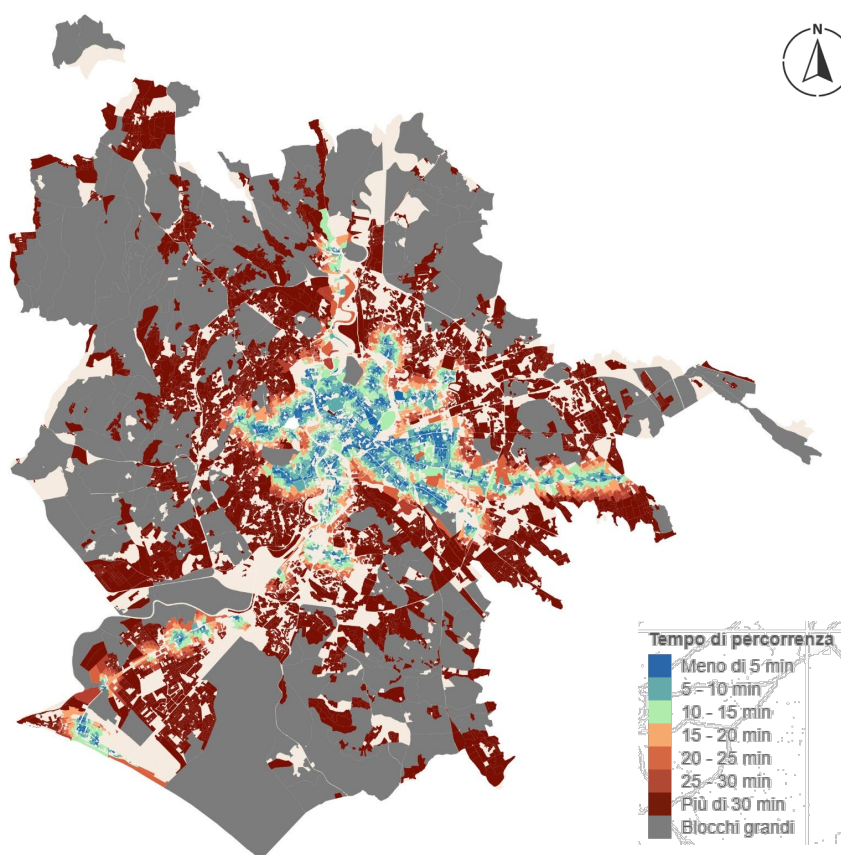 N
Tempo di percorrenza
Meno di 5 min
5 - 10 min
10 - 15 min
15 - 20 min
20 - 25 min
25 - 30 min
Più di 30 min
Blocchi grandi